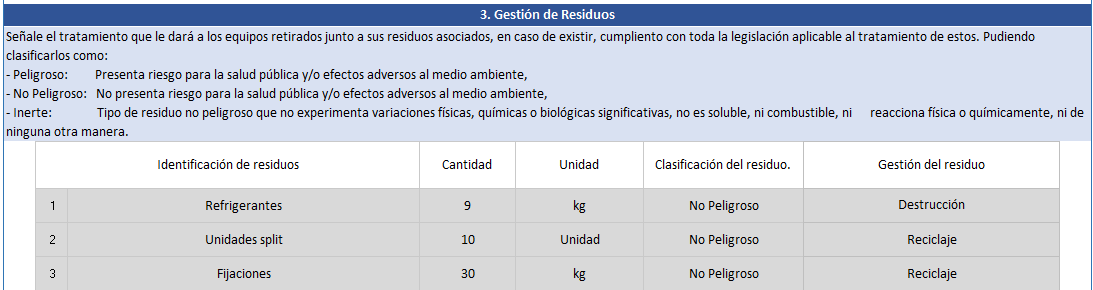 3. Gestión de Residuos
Señale el tratamiento que le dará a los equipos retirados junto a sus residuos asociados, en caso de existir, cumpliento con toda la legislación aplicable al tratamiento de estos. Pudiendo
clasificarlos como:
- Peligroso: Presenta riesgo para la salud pública y/o efectos adversos al medio ambiente,
- No Peligroso: No presenta riesgo para la salud pública y/o efectos adversos al medio ambiente,
- Inerte: Tipo de residuo no peligroso que no experimenta variaciones físicas, químicas o biológicas significativas, no es soluble, ni combustible, ni reacciona física o químicamente, ni de
ninguna otra manera.
Identificación de residuos Cantidad Unidad Clasificación del residuo. Gestión del residuo
1 Refrigerantes 9 kg No Peligroso Destrucción
2 Unidades split 10 Unidad No Peligroso Reciclaje
3 Fijaciones 30 kg No Peligroso Reciclaje